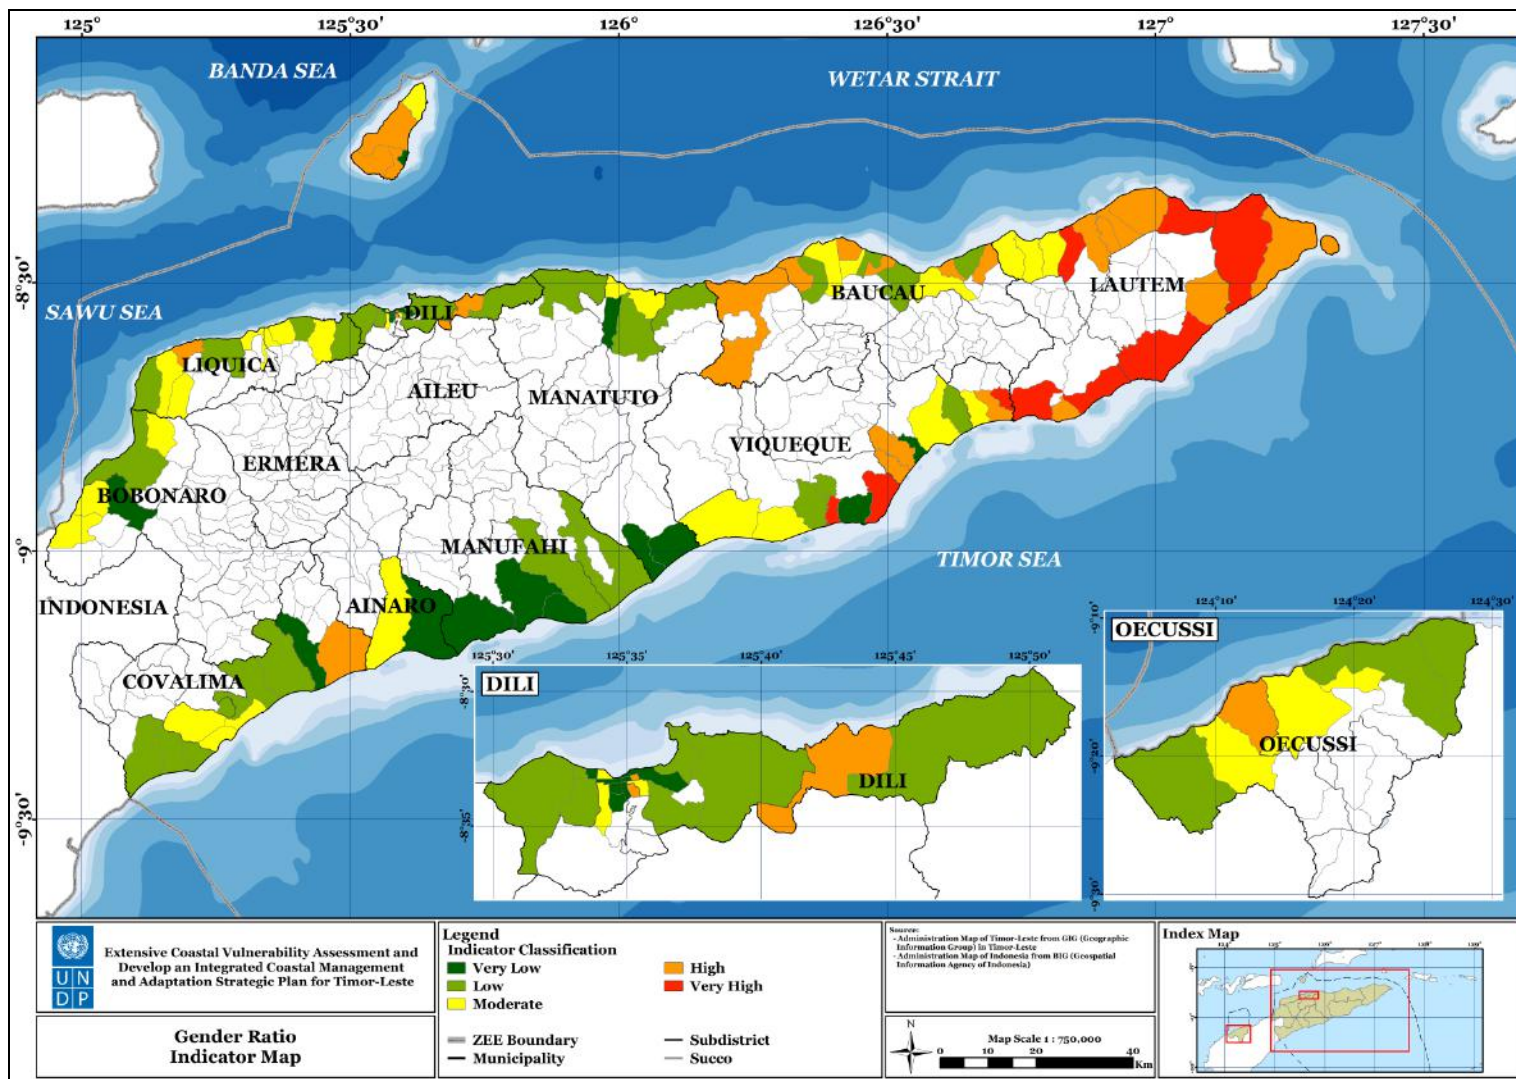 125° 125°30' 126° 126°30' 127° 127°30'
BANDA SEA
WETAR STRAIT
-8°30'
SAWU SEA
DILI
BAUCAU
LAUTEM
LIQUICA
AILEU
MANATUTO
VIQUEQUE
ERMERA
BOBONARO
-9°
MANUFAHI
TIMOR SEA
INDONESIA
AINARO
COVALIMA
-9°30'
125°30' 125°35' 125°40' 125°45' 125°50'
DILI
-8°30'
DILI
-8°35'
124°10' 124°20' 124°30'
-9°10'
OECUSSI
OECUSSI
-9°20'
-9°30'
U N
D P
Extensive Coastal Vulnerability Assessment and
Develop an Integrated Coastal Management
and Adaptation Strategic Plan for Timor-Leste
Gender Ratio
Indicator Map
Legend
Indicator Classification
Very Low
Low
Moderate
High
Very High
ZEE Boundary
Municipality
Subdistrict
Succo
Source:
- Administration Map of Timor-Leste from GIG (Geographic
Information Group) in Timor-Leste
- Administration Map of Indonesia from BIG (Geospatial
Information Agency of Indonesia)
N
Map Scale 1 : 750,000
0 10 20 40
Km
Index Map
124° 125° 126° 127° 128° 129°